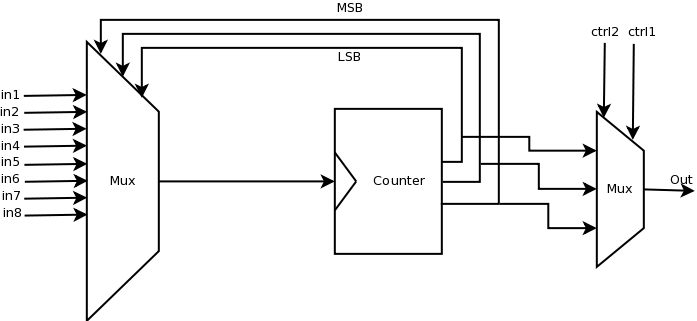 MSB
ctrl2 ctrl1
LSB
in1
in2
in3
in4
in5
in6
in7
in8
Mux
Counter
Mux
Out